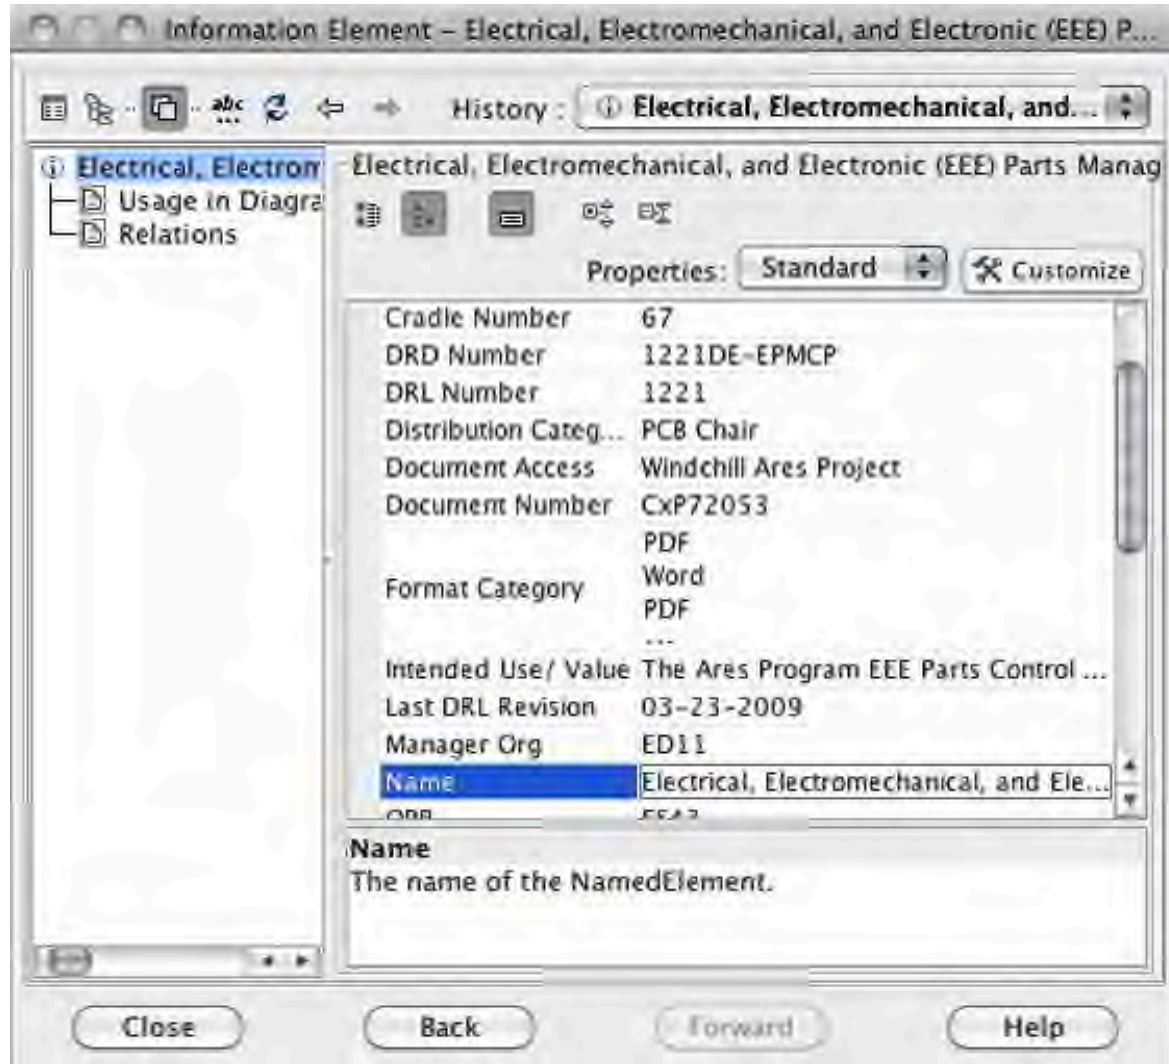 Information Element – Electrical, Electromechanical, and Electronic (EEE) P...
abc
History : Electrical, Electromechanical, and...
Electrical, Electrom
Usage in Diagra
Relations
Electrical, Electromechanical, and Electronic (EEE) Parts Manag
Properties: Standard Customize
Cradle Number 67
DRD Number 1221DE-EPMCP
DRL Number 1221
Distribution Categ... PCB Chair
Document Access Windchill Ares Project
Document Number CxP72053
Format Category PDF
Word
PDF
...
Intended Use/ Value The Ares Program EEE Parts Control ...
Last DRL Revision 03-23-2009
Manager Org ED11
Name Electrical, Electromechanical, and Ele...
Name
The name of the NamedElement.
Close Back Forward Help